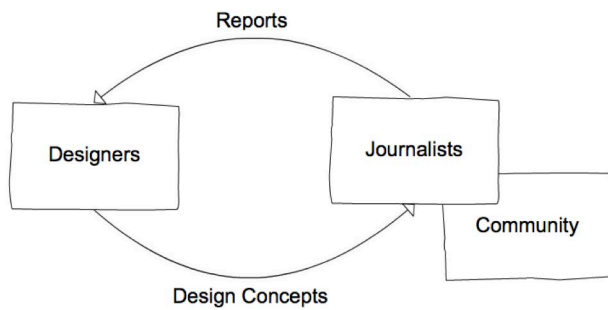 Reports
Designers
Journalists
Community
Design Concepts